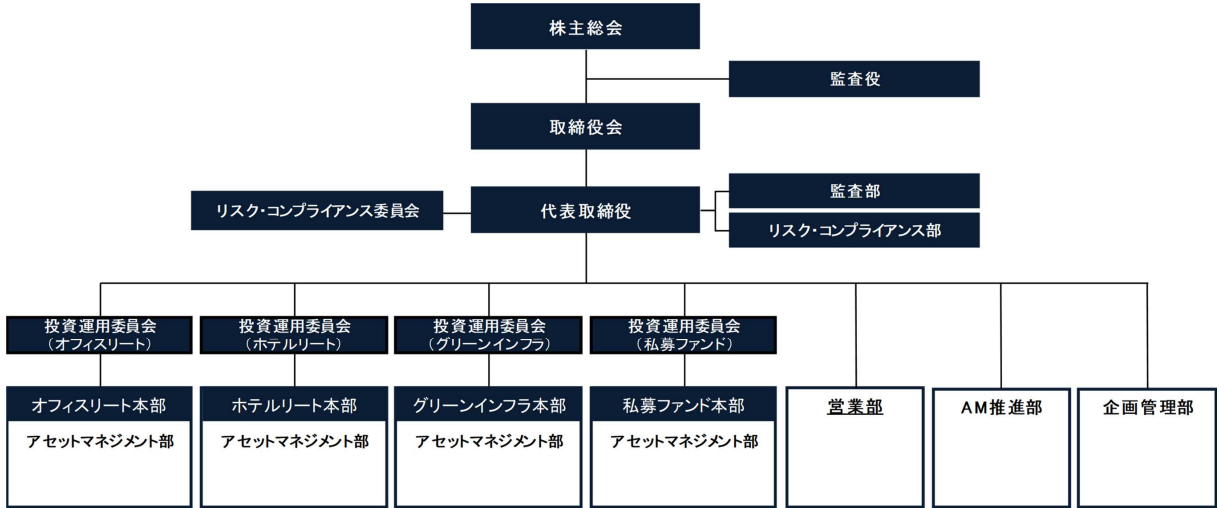 株主総会
監査役
取締役会
監査部
リスク・コンプライアンス委員会
代表取締役
リスク・コンプライアンス部
投資運用委員会
（オフィスリート）
投資運用委員会
（ホテルリート）
投資運用委員会
（グリーンインフラ）
投資運用委員会
（私募ファンド）
オフィスリート本部
アセットマネジメント部
ホテルリート本部
アセットマネジメント部
グリーンインフラ本部
アセットマネジメント部
私募ファンド本部
アセットマネジメント部
営業部
AM推進部
企画管理部